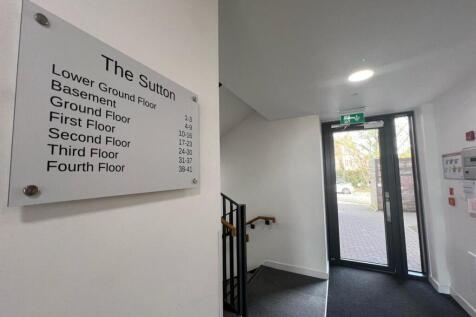 The Sutton
Lower Ground Floor 1-3
Basement 4-9
Ground Floor 10-16
First Floor 17-23
Second Floor 24-30
Third Floor 31-37
Fourth Floor 38-41